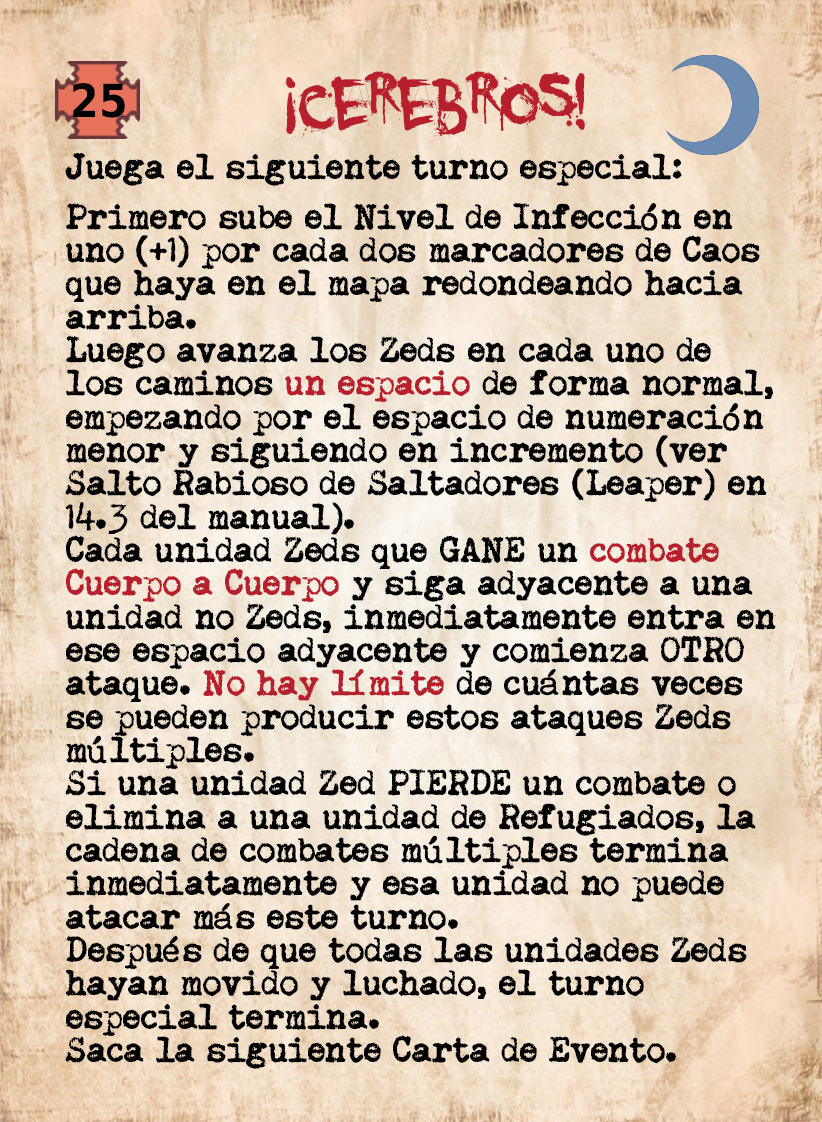 25
¡CEREBROS!
Juega el siguiente turno especial:
Primero sube el Nivel de Infección en
uno (+1) por cada dos marcadores de Caos
que haya en el mapa redondeando hacia
arriba.
Luego avanza los Zeds en cada uno de
los caminos un espacio de forma normal,
empezando por el espacio de numeración
menor y siguiendo en incremento (ver
Salto Rabioso de Saltadores (Leaper) en
14.3 del manual).
Cada unidad Zeds que GANE un combate
Cuerpo a Cuerpo y siga adyacente a una
unidad no Zeds, inmediatamente entra en
ese espacio adyacente y comienza OTRO
ataque. No hay límite de cuántas veces
se pueden producir estos ataques Zeds
múltiples.
Si una unidad Zed PIERDE un combate o
elimina a una unidad de Refugiados, la
cadena de combates múltiples termina
inmediatamente y esa unidad no puede
atacar más este turno.
Después de que todas las unidades Zeds
hayan movido y luchado, el turno
especial termina.
Saca la siguiente Carta de Evento.